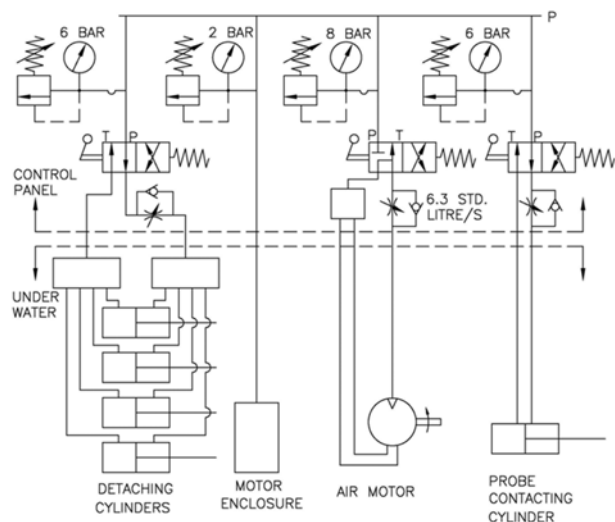 P
6 BAR
2 BAR
8 BAR
6 BAR
T P
P T
T P
CONTROL
PANEL
6.3 STD.
LITRE/S
UNDER
WATER
DETACHING
CYLINDERS
MOTOR
ENCLOSURE
AIR MOTOR
PROBE
CONTACTING
CYLINDER